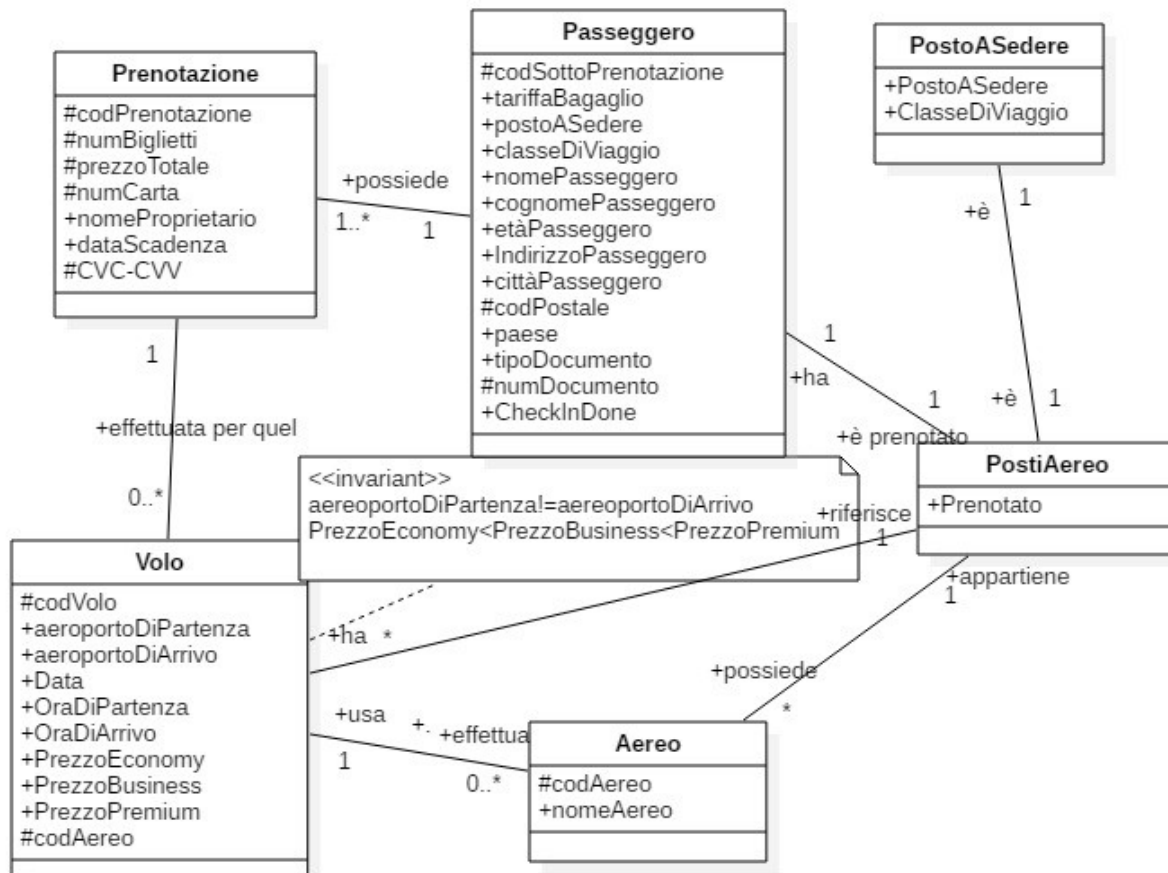 Prenotazione
#codPrenotazione
#numBiglietti
#prezzoTotale
#numCarta
+nomeProprietario
+dataScadenza
#CVC-CVV
+possiede
1..*
1
Passeggero
#codSottoPrenotazione
+tariffaBagaglio
+postoASedere
+classeDiViaggio
+nomePasseggero
+cognomePasseggero
+etàPasseggero
+IndirizzoPasseggero
+cittàPasseggero
#codPostale
+paese
+tipoDocumento
#numDocumento
+CheckInDone
PostoASedere
+PostoASedere
+ClasseDiViaggio
+è
1
+è
1
1
+ha
1
+è prenotato
PostiAereo
+Prenotato
1
+effettuata per quel
0..*
<<invariant>>
aereoportoDiPartenza!=aereoportoDiArrivo
PrezzoEconomy<PrezzoBusiness<PrezzoPremium
+riferisce
1
+ha
*
+appartiene
1
+possiede
*
Volo
#codVolo
+aeroportoDiPartenza
+aeroportoDiArrivo
+Data
+OraDiPartenza
+OraDiArrivo
+PrezzoEconomy
+PrezzoBusiness
+PrezzoPremium
#codAereo
+usa
1
+.
+effettua
0..*
Aereo
#codAereo
+nomeAereo